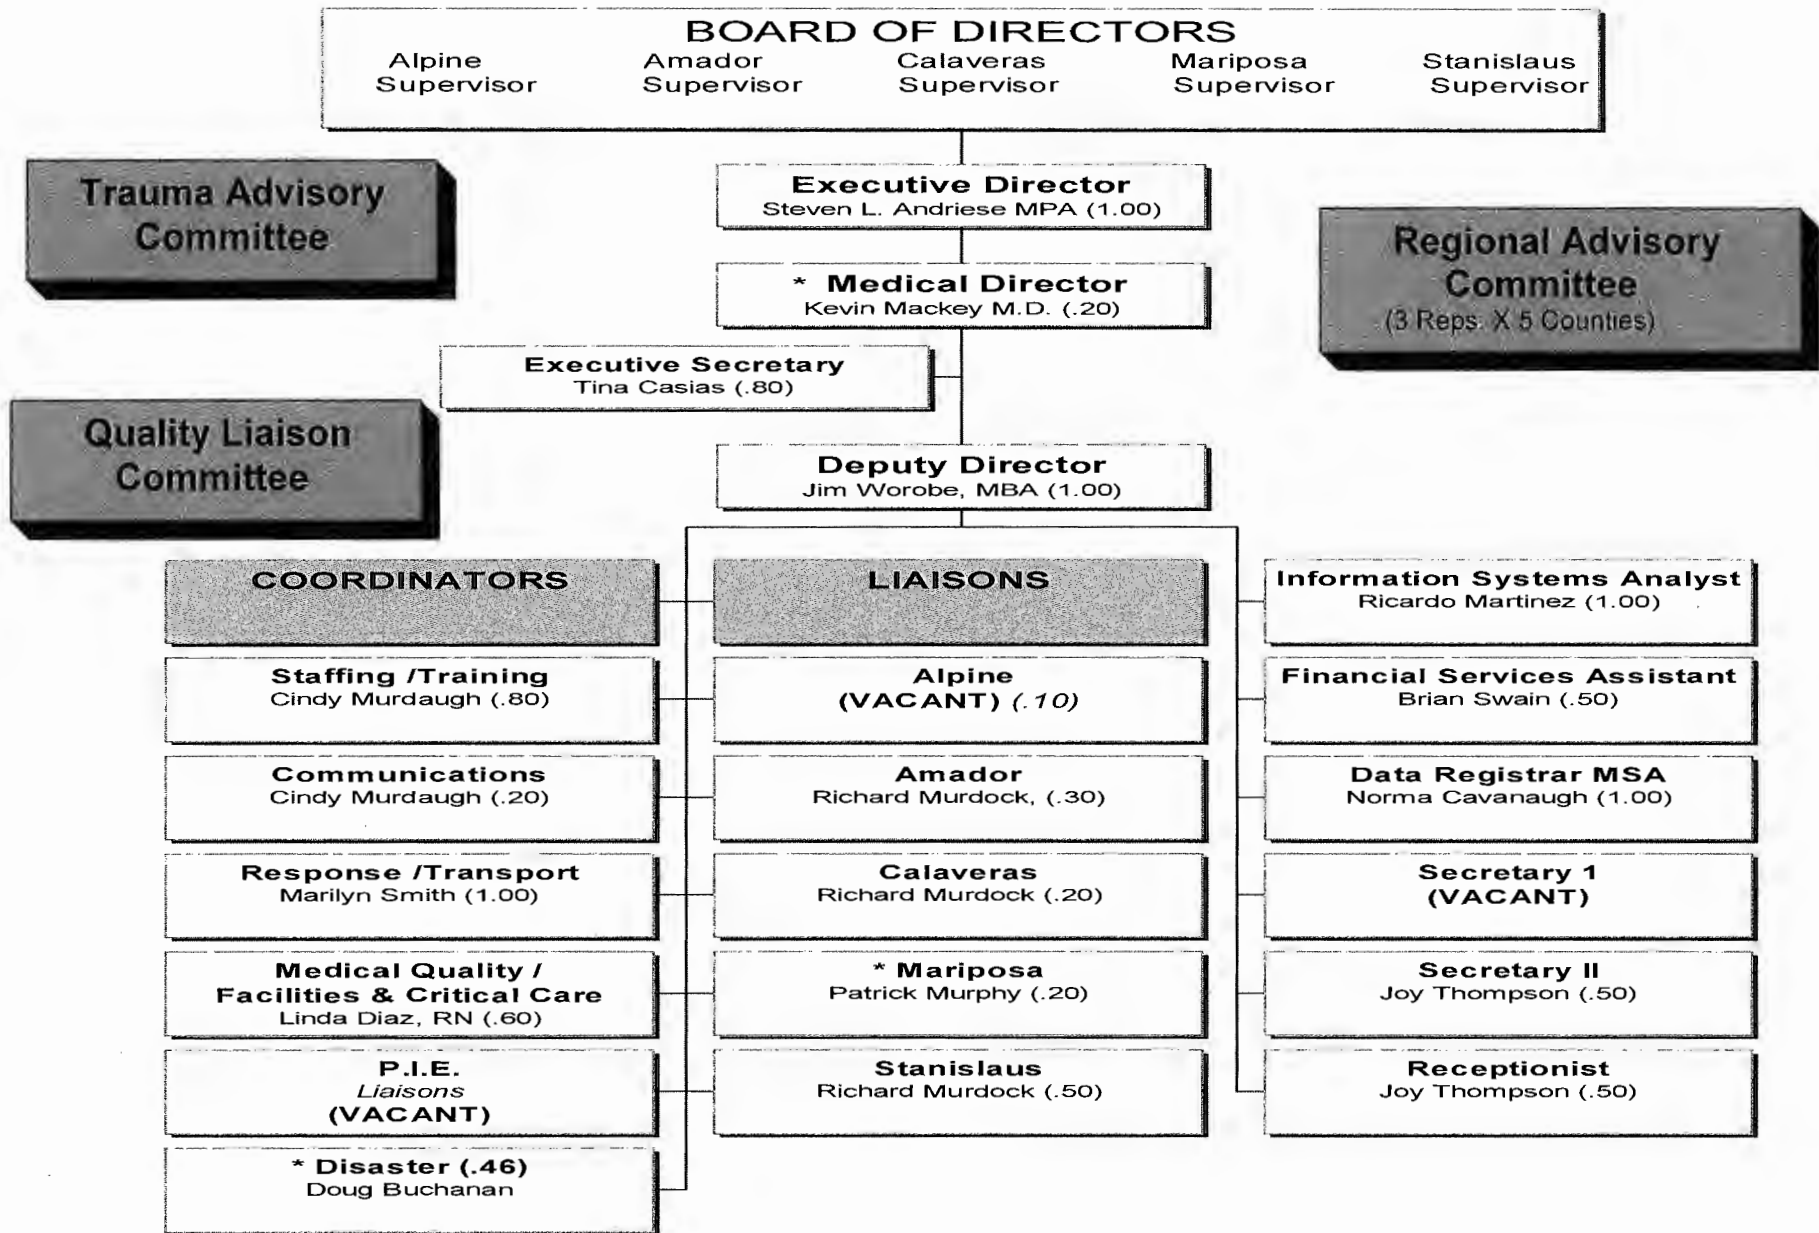 BOARD OF DIRECTORS
Alpine Supervisor
Amador Supervisor
Calaveras Supervisor
Mariposa Supervisor
Stanislaus Supervisor
Trauma Advisory
Committee
Executive Director
Steven L. Andriese MPA (1.00)
Regional Advisory
Committee
(3 Reps. X 5 Counties)
* Medical Director
Kevin Mackey M.D. (.20)
Executive Secretary
Tina Casias (.80)
Quality Liaison
Committee
Deputy Director
Jim Worobe, MBA (1.00)
COORDINATORS
Staffing /Training
Cindy Murdaugh (.80)
Communications
Cindy Murdaugh (.20)
Response /Transport
Marilyn Smith (1.00)
Medical Quality /
Facilities & Critical Care
Linda Diaz, RN (.60)
P.I.E.
Liaisons
(VACANT)
* Disaster (.46)
Doug Buchanan
LIAISONS
Alpine
(VACANT) (.10)
Amador
Richard Murdock, (.30)
Calaveras
Richard Murdock (.20)
* Mariposa
Patrick Murphy (.20)
Stanislaus
Richard Murdock (.50)
Information Systems Analyst
Ricardo Martinez (1.00)
Financial Services Assistant
Brian Swain (.50)
Data Registrar MSA
Norma Cavanaugh (1.00)
Secretary 1
(VACANT)
Secretary II
Joy Thompson (.50)
Receptionist
Joy Thompson (.50)